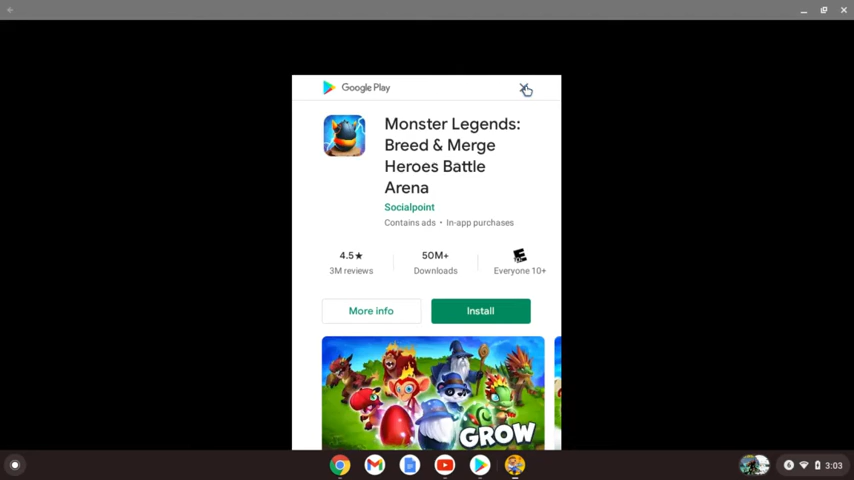 Google Play
Monster Legends:
Breed & Merge
Heroes Battle
Arena
Socialpoint
Contains ads • In-app purchases
4.5★
3M reviews
50M+
Downloads
E
Everyone 10+
More info
Install
GROW
6
3:03